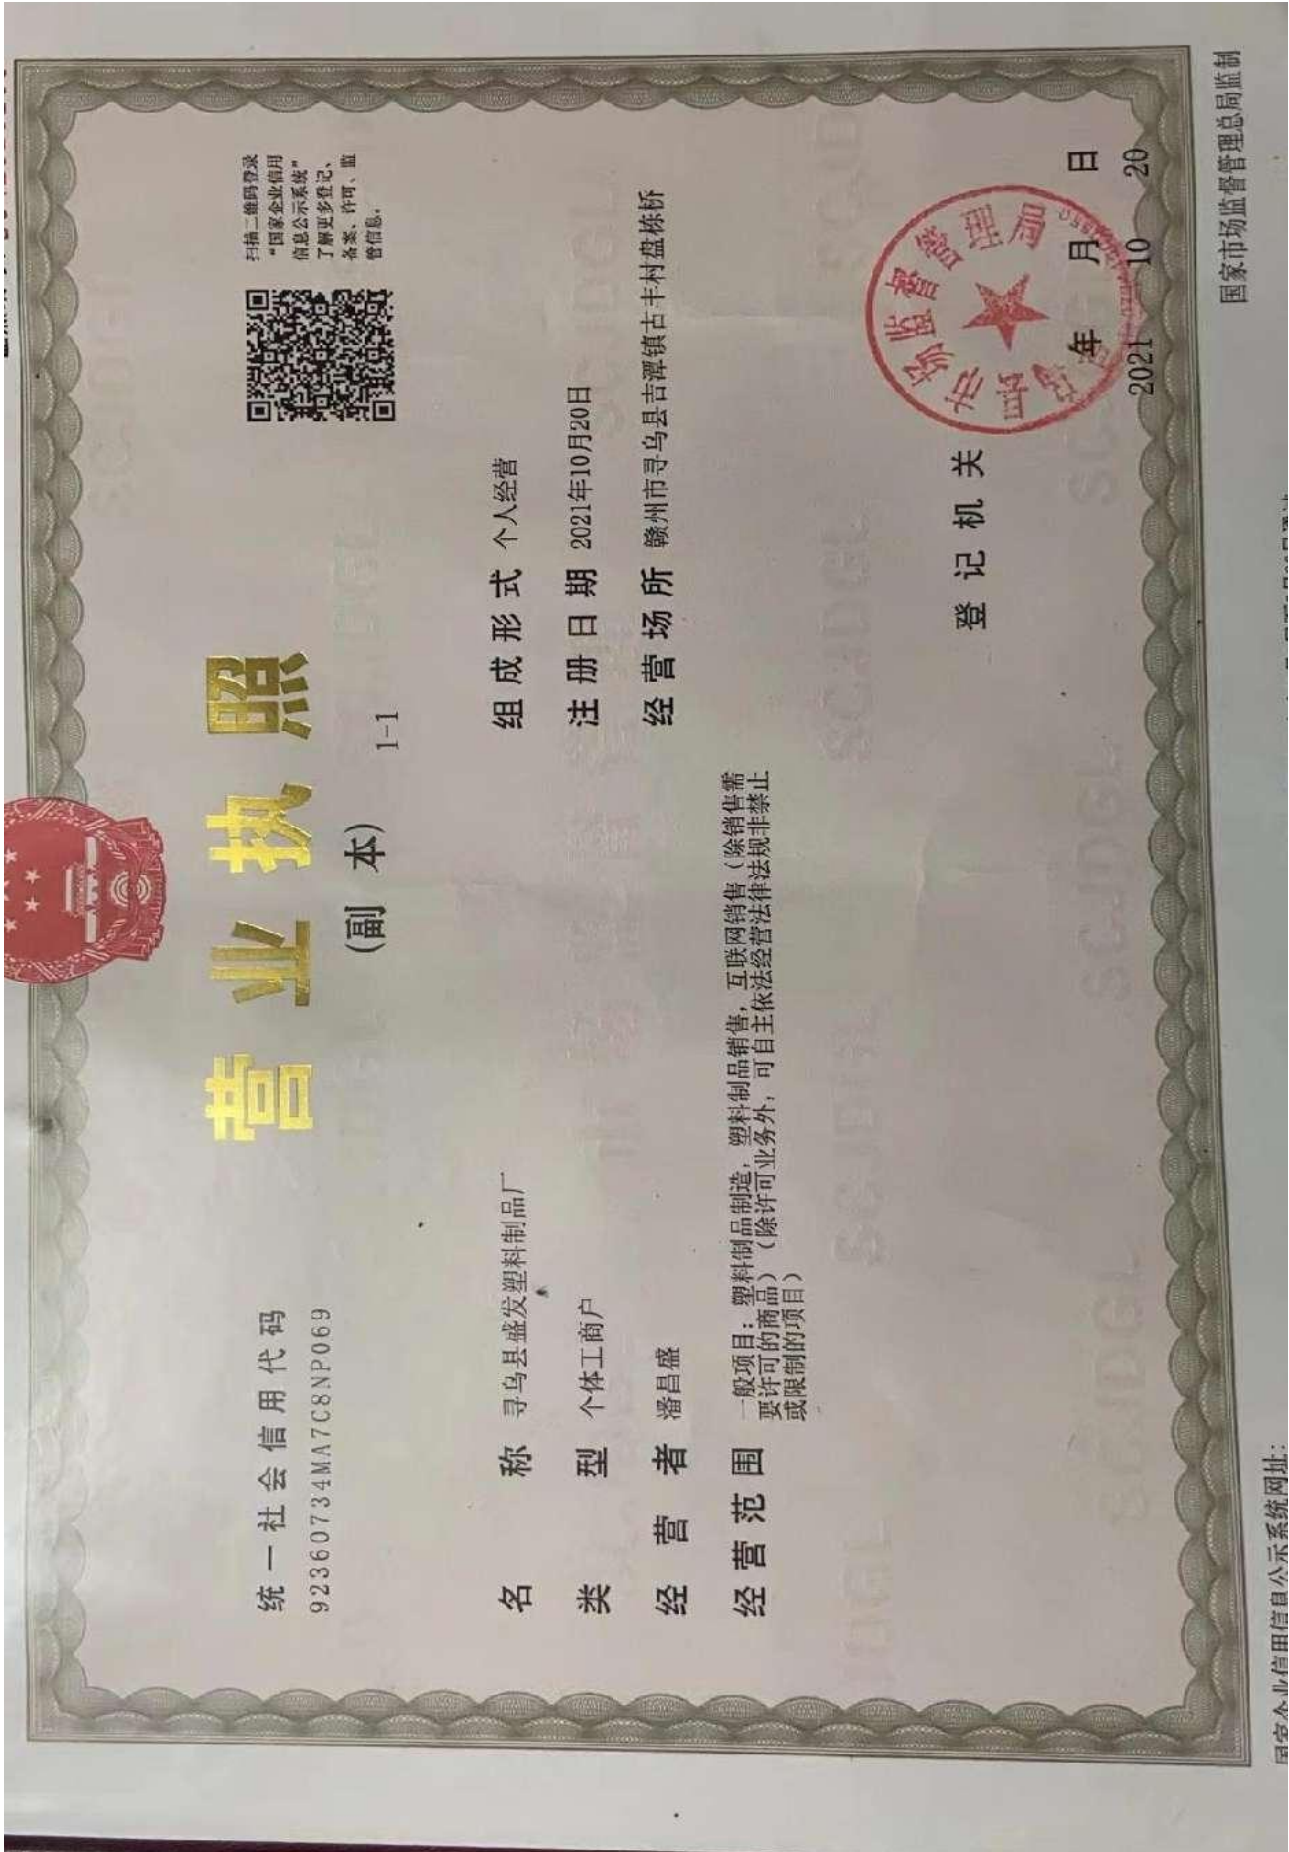 统一社会信用代码
92360734MA7C8NP069
营业执照
(副 本)
1-1
扫描二维码登录
“国家企业信用
信息公示系统”
了解更多登记、
备案、许可、监
管信息。
名 称 寻乌县盛发塑料制品厂
类 型 个体工商户
经营者 潘昌盛
经营范围 一般项目：塑料制品制造，塑料制品销售，互联网销售（除销售需
要许可的商品）（除许可业务外，可自主依法经营法律法规非禁止
或限制的项目）
组成形式 个人经营
注册日期 2021年10月20日
经营场所 赣州市寻乌县吉潭镇古丰村盘栋桥
登记机关
市场监督管理局
年 月 日
2021 10 20
国家企业信用信息公示系统网址：
国家市场监督管理总局监制